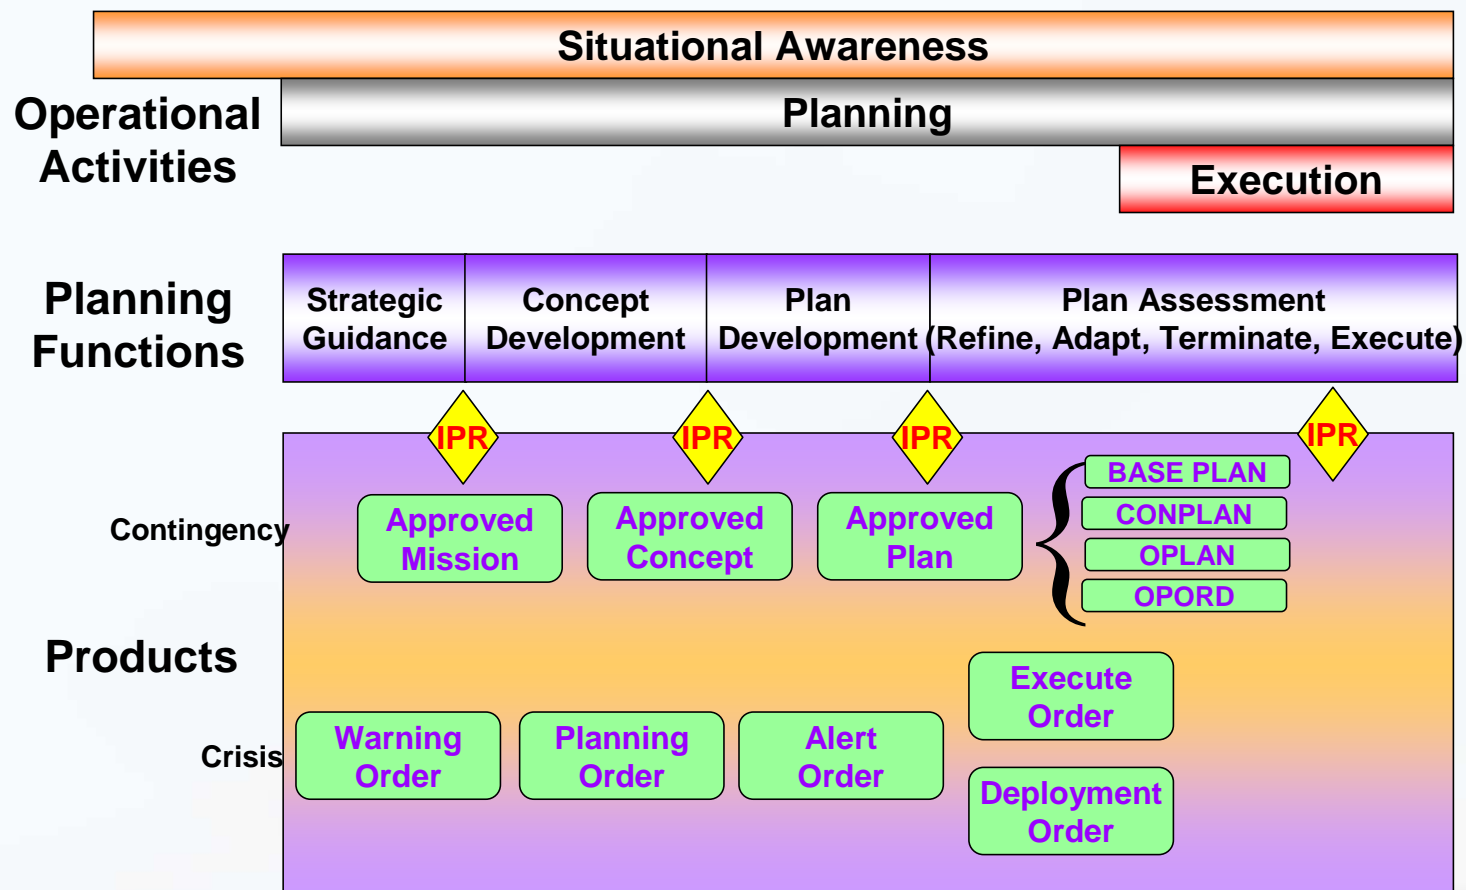 Situational Awareness
Operational
Activities
Planning
Execution
Planning
Functions
Strategic
Guidance
Concept
Development
Plan
Development
Plan Assessment
(Refine, Adapt, Terminate, Execute)
IPR
IPR
IPR
IPR
Contingency
Approved
Mission
Approved
Concept
Approved
Plan
BASE PLAN
CONPLAN
OPLAN
OPORD
Products
Crisis
Warning
Order
Planning
Order
Alert
Order
Execute
Order
Deployment
Order